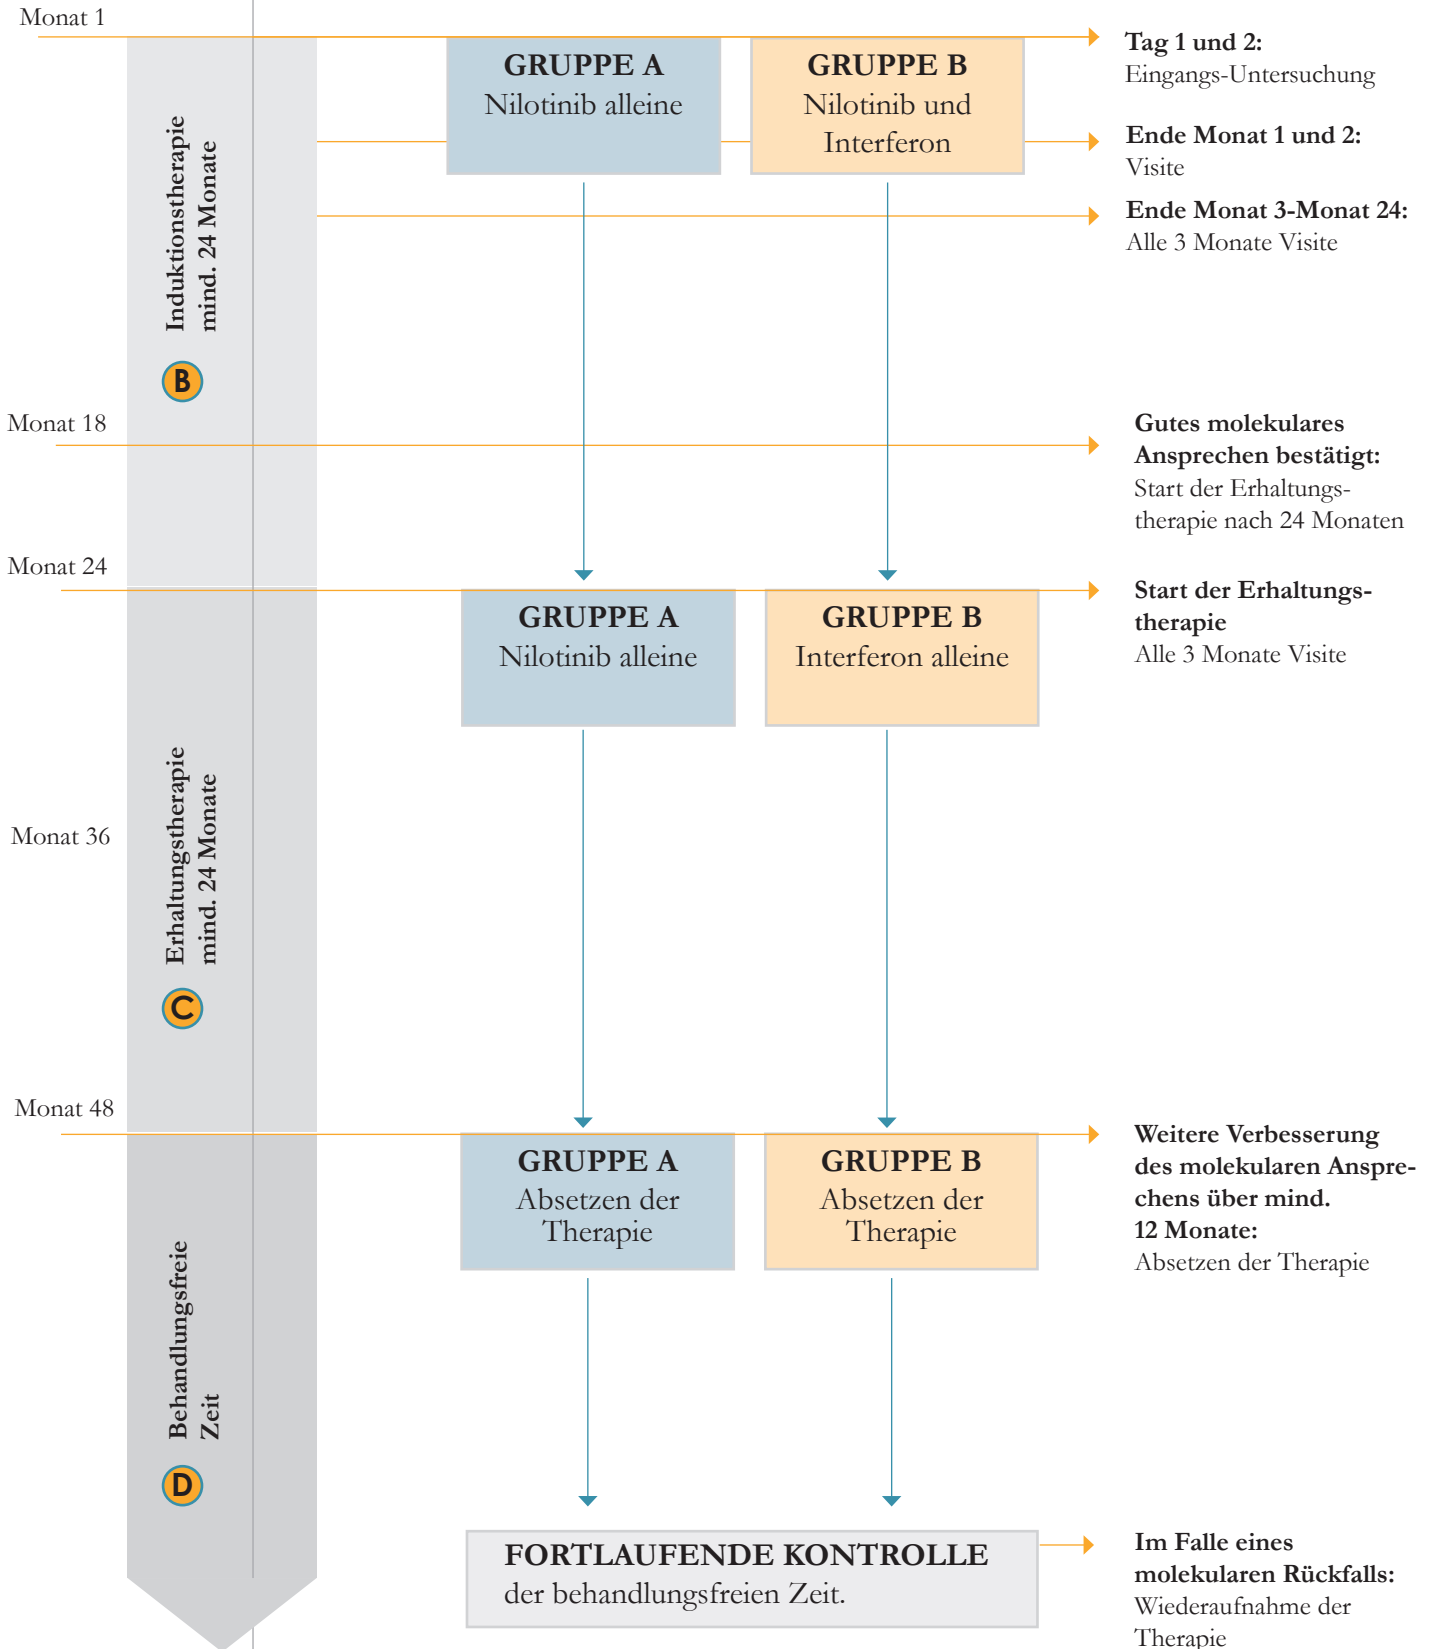 Monat 1
GRUPPE A
Nilotinib alleine
GRUPPE B
Nilotinib und
Interferon
Tag 1 und 2:
Eingangs-Untersuchung
Ende Monat 1 und 2:
Visite
Ende Monat 3-Monat 24:
Alle 3 Monate Visite
Induktionstherapie
mind. 24 Monate
B
Monat 18
Gutes molekulares
Ansprechen bestätigt:
Start der Erhaltungs-
therapie nach 24 Monaten
Monat 24
GRUPPE A
Nilotinib alleine
GRUPPE B
Interferon alleine
Start der Erhaltungs-
therapie
Alle 3 Monate Visite
Erhaltungstherapie
mind. 24 Monate
Monat 36
C
Monat 48
GRUPPE A
Absetzen der
Therapie
GRUPPE B
Absetzen der
Therapie
Weitere Verbesserung
des molekularen Anspre-
chens über mind.
12 Monate:
Absetzen der Therapie
Behandlungsfreie
Zeit
D
FORTLAUFENDE KONTROLLE
der behandlungsfreien Zeit.
Im Falle eines
molekularen Rückfalls:
Wiederaufnahme der
Therapie